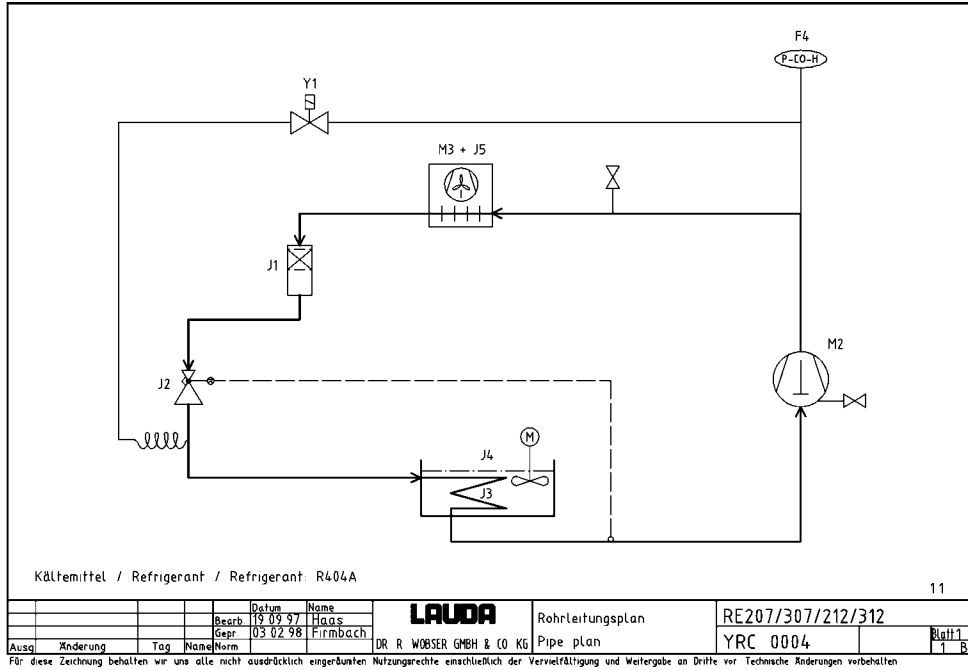 F4
P-CO-H
Y1
M3 + J5
J1
M2
J2
M
J4
J3
Kältemittel / Refrigerant / Refrigerant: R404A
11
Datum Name
Bearb. 19 09 97 Haas
Gepr. 03 02 98 Firmbach
Ausg Änderung Tag Name Norm
LAUDA
DR R WOBSER GMBH & CO KG
Rohrleitungsplan
Pipe plan
RE207/307/212/312
YRC 0004
Blatt1
1 B
Für diese Zeichnung behalten wir uns alle nicht ausdrücklich eingeräumten Nutzungsrechte einschließlich der Vervielfältigung und Weitergabe an Dritte vor Technische Änderungen vorbehalten